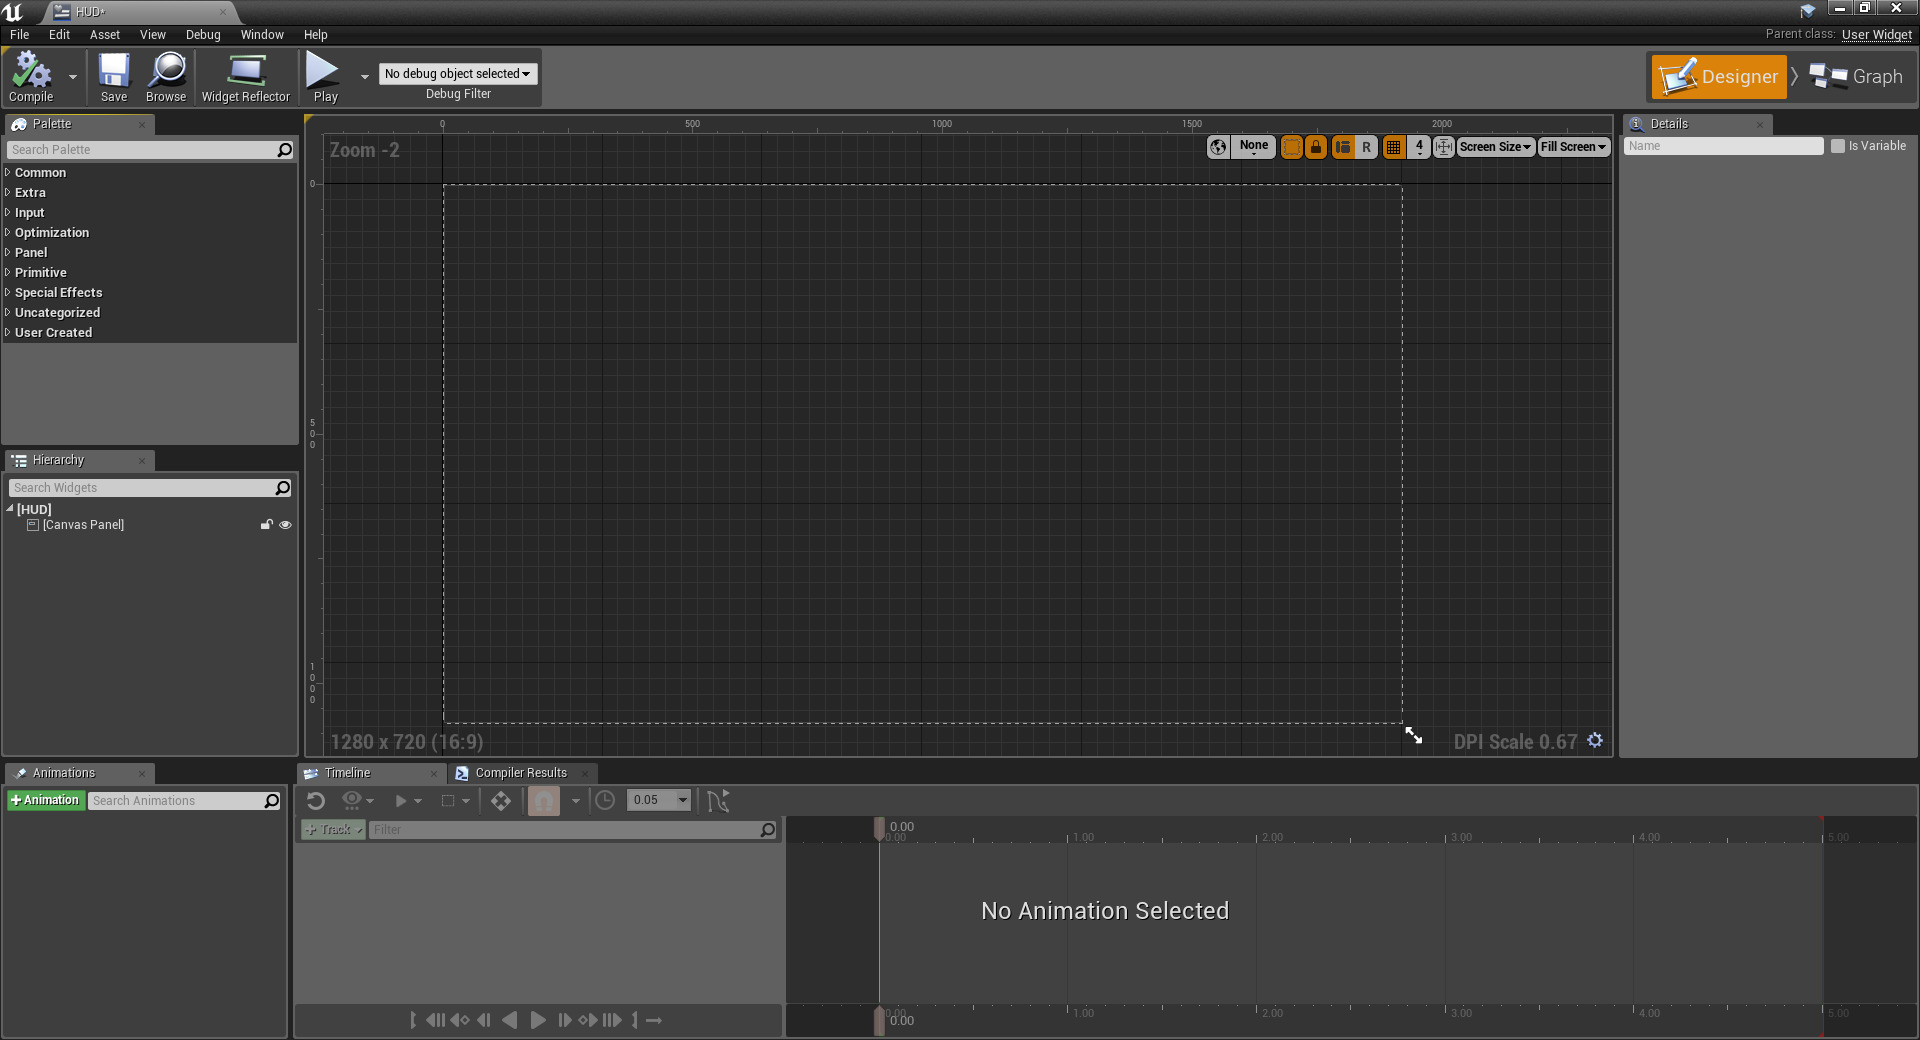 HUD*
File Edit Asset View Debug Window Help
Parent class: User Widget
Compile Save Browse Widget Reflector Play
No debug object selected
Debug Filter
Designer Graph
Palette
Search Palette
Common
Extra
Input
Optimization
Panel
Primitive
Special Effects
Uncategorized
User Created
Hierarchy
Search Widgets
[HUD]
[Canvas Panel]
0 500 1000 1500 2000
Zoom -2
None R 4 Screen Size Fill Screen
0
500
1000
1280 x 720 (16:9)
DPI Scale 0.67
Details
Name
Is Variable
Animations
Animation
Search Animations
Timeline
Compiler Results
0.05
Track
Filter
0.00
0.00 1.00 2.00 3.00 4.00 5.00
No Animation Selected
0.00 1.00 2.00 3.00 4.00 5.00
0.00